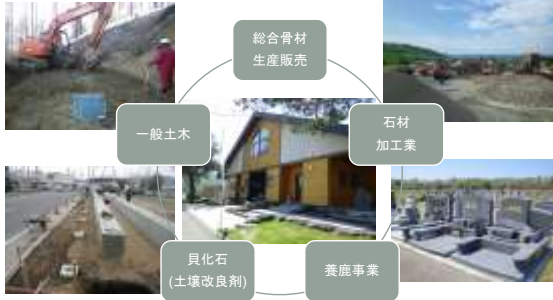 総合骨材
生産販売
一般土木
石材
加工業
貝化石
(土壌改良剤)
養鹿事業